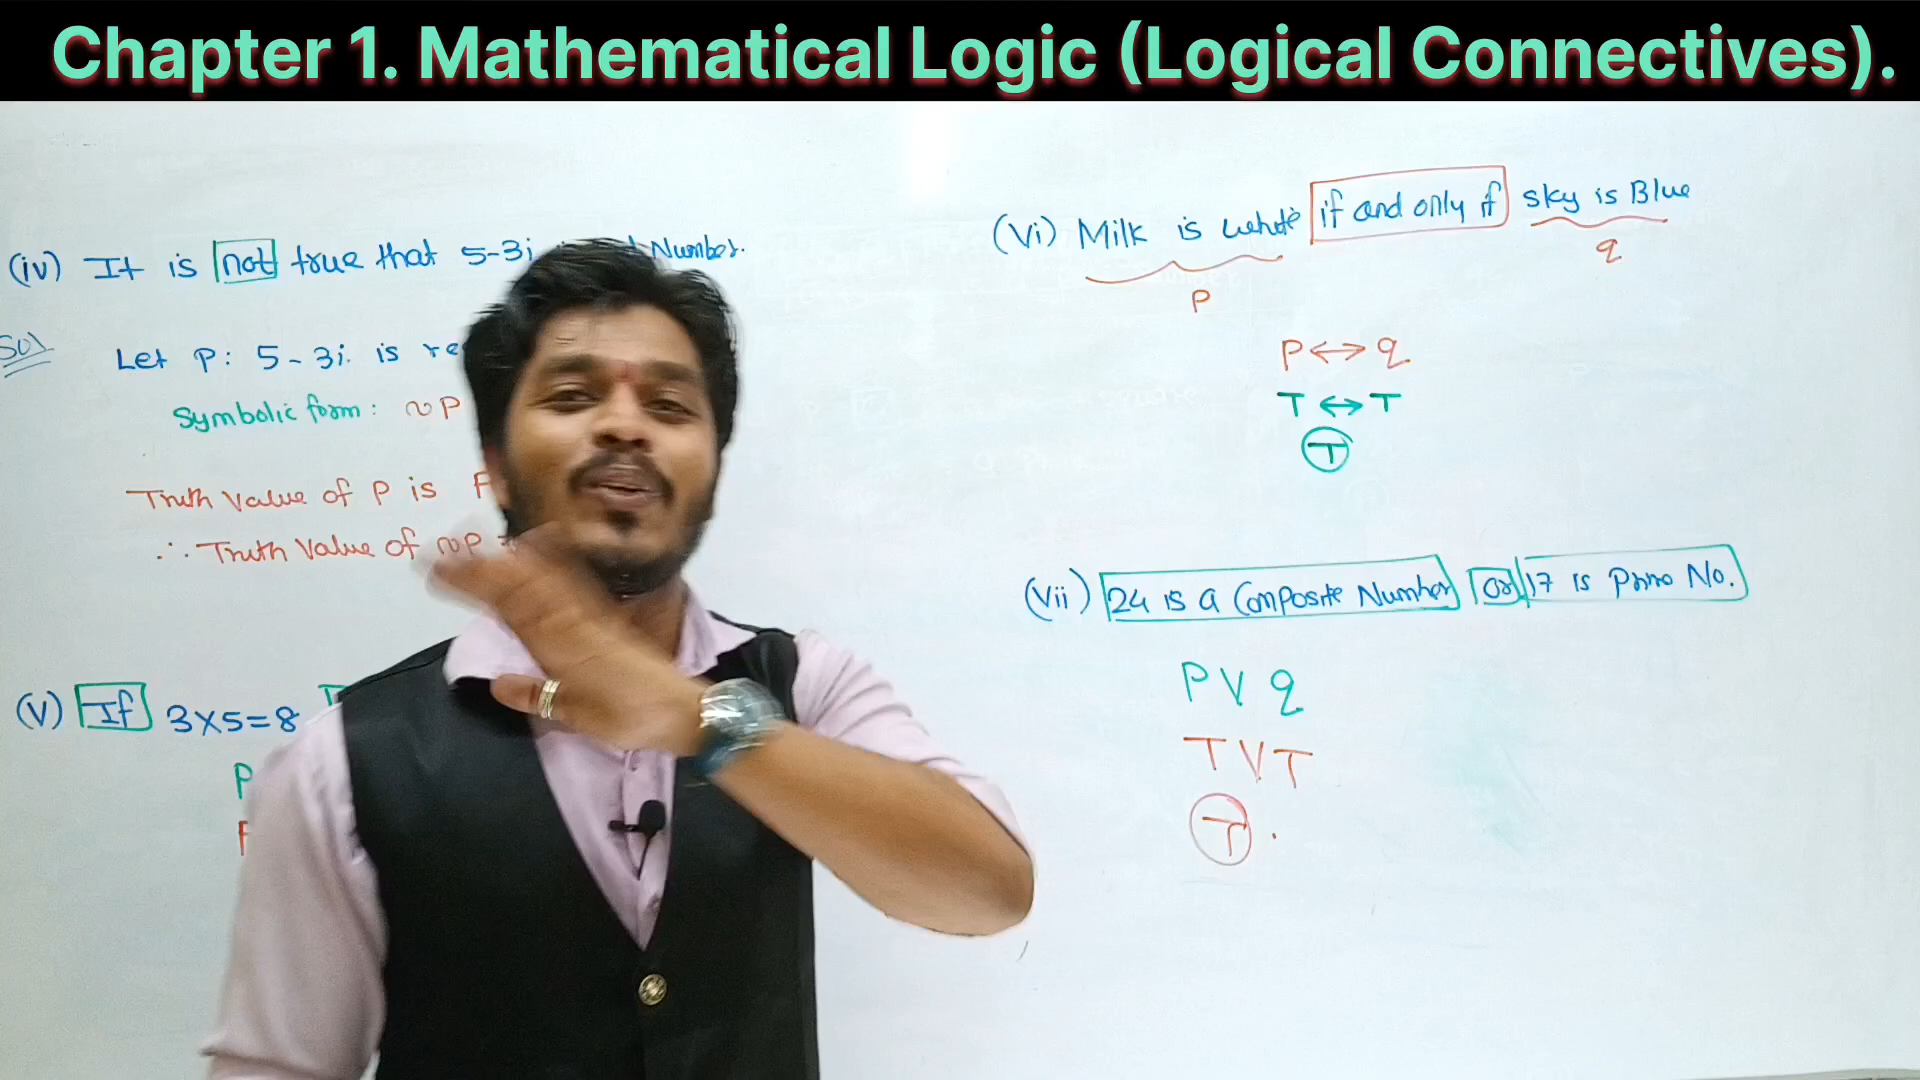 Chapter 1. Mathematical Logic (Logical Connectives).
(iv) It is not true that 5-3i Number.
Sol
Let P: 5-3i. is re
Symbolic form: ~P
Truth Value of P is F
∴ Truth Value of ~P
(v) If 3×5=8
P
F
(vi) Milk is white if and only if sky is Blue
P
q
P↔q
T↔T
T
(vii) 24 is a Composite Number or 17 is Prime No.
P∨q
T∨T
T.